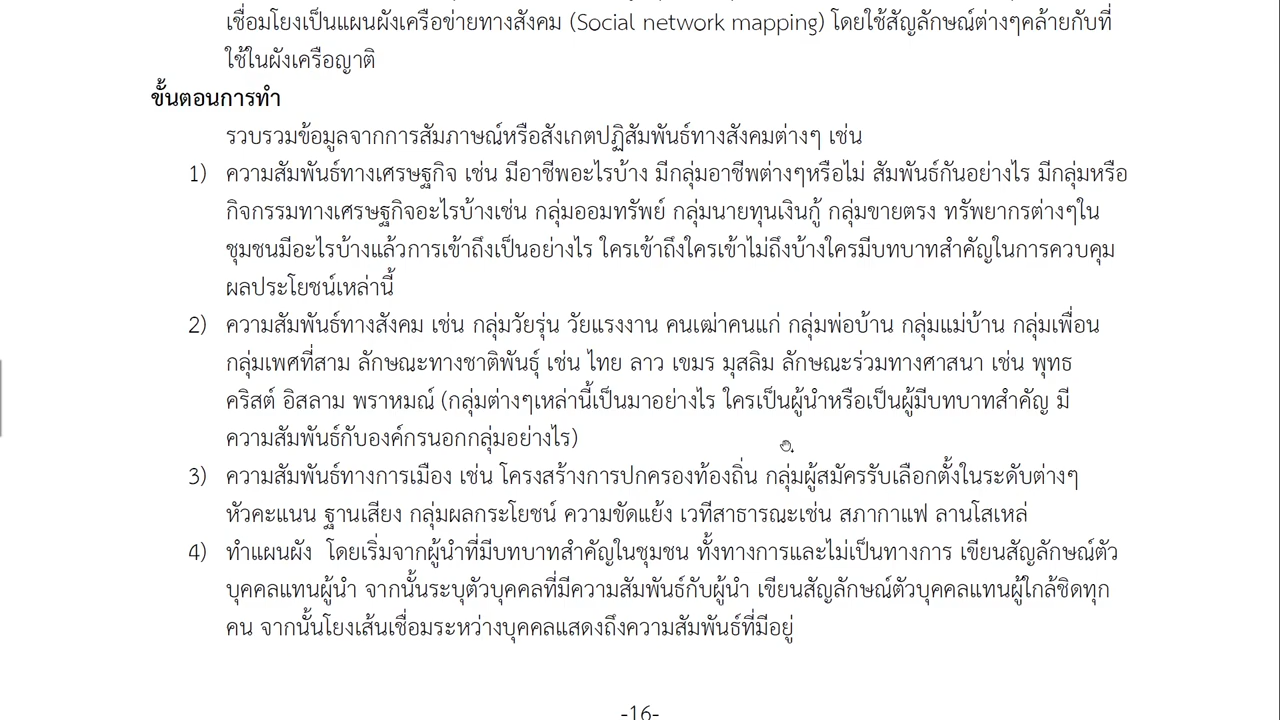 เชื่อมโยงเป็นแผนผังเครือข่ายทางสังคม (Social network mapping) โดยใช้สัญลักษณ์ต่างๆคล้ายกับที่
ใช้ในผังเครือญาติ
ขั้นตอนการทำ
รวบรวมข้อมูลจากการสัมภาษณ์หรือสังเกตปฏิสัมพันธ์ทางสังคมต่างๆ เช่น
1) ความสัมพันธ์ทางเศรษฐกิจ เช่น มีอาชีพอะไรบ้าง มีกลุ่มอาชีพต่างๆหรือไม่ สัมพันธ์กันอย่างไร มีกลุ่มหรือ
กิจกรรมทางเศรษฐกิจอะไรบ้างเช่น กลุ่มออมทรัพย์ กลุ่มนายทุนเงินกู้ กลุ่มขายตรง ทรัพยากรต่างๆใน
ชุมชนมีอะไรบ้างแล้วการเข้าถึงเป็นอย่างไร ใครเข้าถึงใครเข้าไม่ถึงบ้างใครมีบทบาทสำคัญในการควบคุม
ผลประโยชน์เหล่านี้
2) ความสัมพันธ์ทางสังคม เช่น กลุ่มวัยรุ่น วัยแรงงาน คนเฒ่าคนแก่ กลุ่มพ่อบ้าน กลุ่มแม่บ้าน กลุ่มเพื่อน
กลุ่มเพศที่สาม ลักษณะทางชาติพันธุ์ เช่น ไทย ลาว เขมร มุสลิม ลักษณะร่วมทางศาสนา เช่น พุทธ
คริสต์ อิสลาม พราหมณ์ (กลุ่มต่างๆเหล่านี้เป็นมาอย่างไร ใครเป็นผู้นำหรือเป็นผู้มีบทบาทสำคัญ มี
ความสัมพันธ์กับองค์กรนอกกลุ่มอย่างไร)
3) ความสัมพันธ์ทางการเมือง เช่น โครงสร้างการปกครองท้องถิ่น กลุ่มผู้สมัครรับเลือกตั้งในระดับต่างๆ
หัวคะแนน ฐานเสียง กลุ่มผลกระโยชน์ ความขัดแย้ง เวทีสาธารณะเช่น สภากาแฟ ลานโสเหล่
4) ทำแผนผัง โดยเริ่มจากผู้นำที่มีบทบาทสำคัญในชุมชน ทั้งทางการและไม่เป็นทางการ เขียนสัญลักษณ์ตัว
บุคคลแทนผู้นำ จากนั้นระบุตัวบุคคลที่มีความสัมพันธ์กับผู้นำ เขียนสัญลักษณ์ตัวบุคคลแทนผู้ใกล้ชิดทุก
คน จากนั้นโยงเส้นเชื่อมระหว่างบุคคลแสดงถึงความสัมพันธ์ที่มีอยู่
-16-